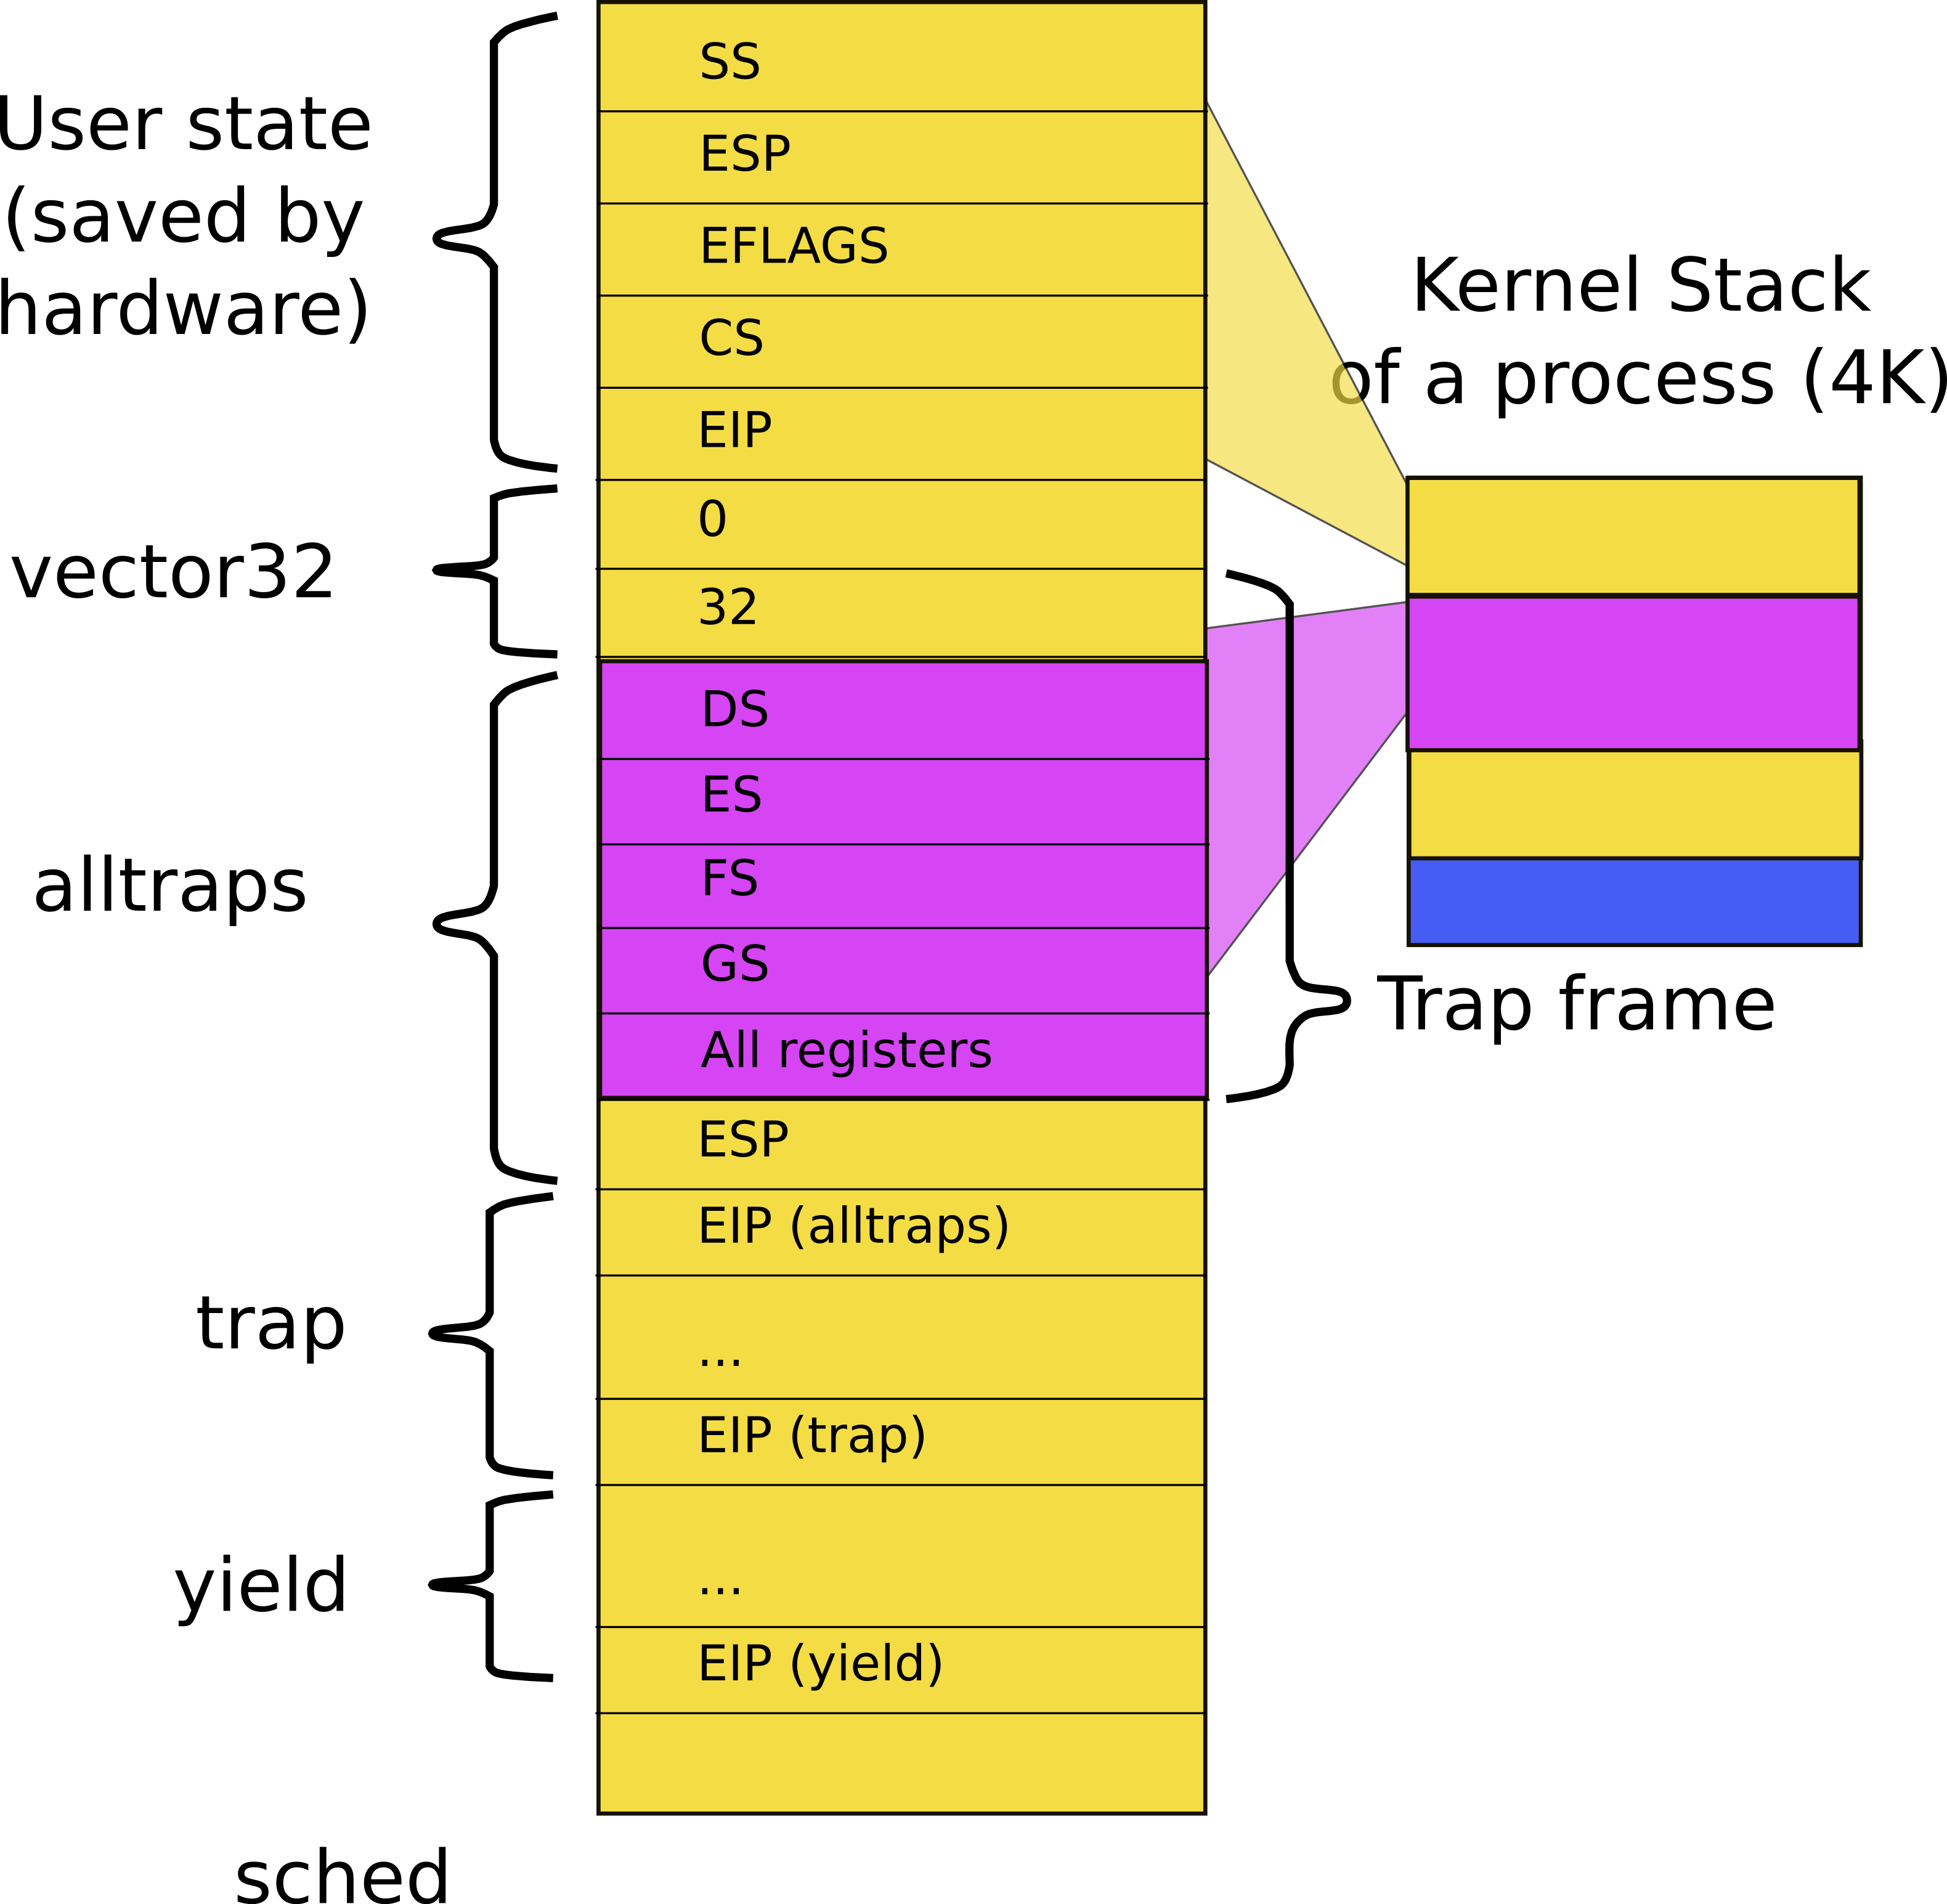 User state
(saved by
hardware)
vector32
alltraps
trap
yield
sched
SS
ESP
EFLAGS
CS
EIP
0
32
DS
ES
FS
GS
All registers
ESP
EIP (alltraps)
...
EIP (trap)
...
EIP (yield)
Kernel Stack
of a process (4K)
Trap frame